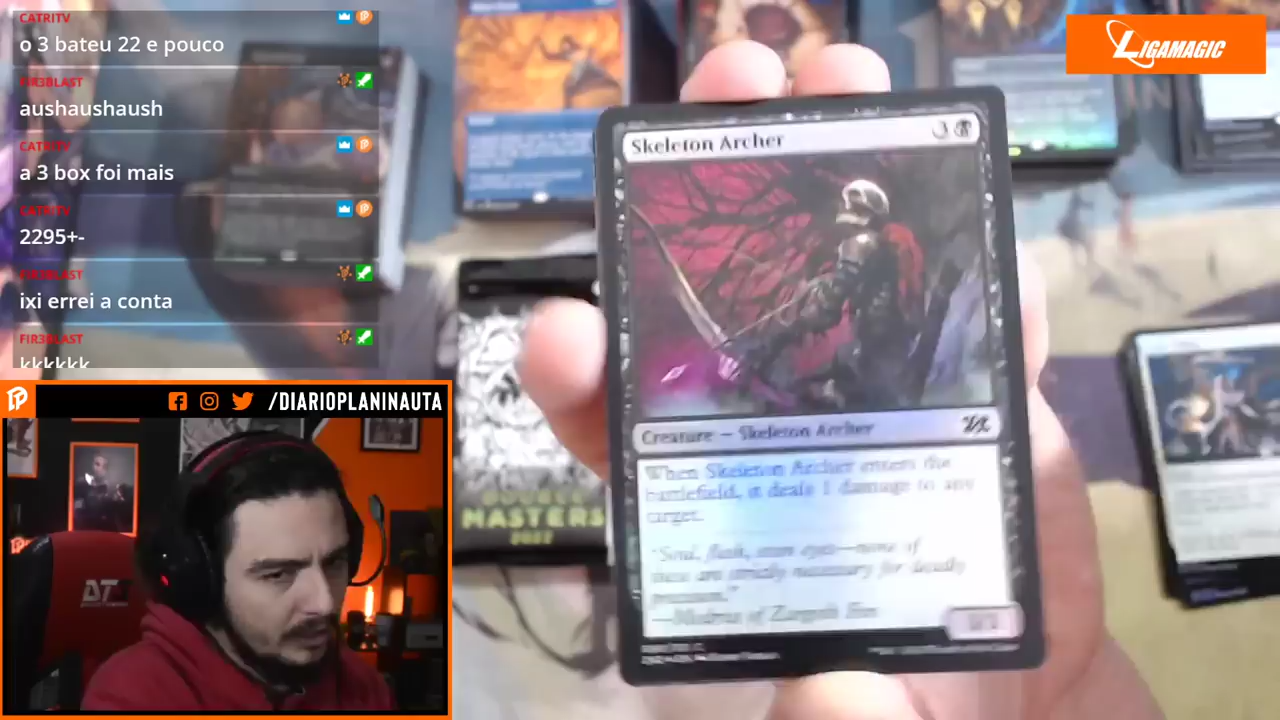 CATRITV
o 3 bateu 22 e pouco
FIR3BLAST
aushaushaush
CATRITV
a 3 box foi mais
CATRITV
2295+-
FIR3BLAST
ixi errei a conta
FIR3BLAST
kkkkkk
/DIARIOPLANINAUTA
LIGAMAGIC
Skeleton Archer 3
Creature — Skeleton Archer
When Skeleton Archer enters the
battlefield, it deals 1 damage to any
target.
DOUBLE
MASTERS
2022